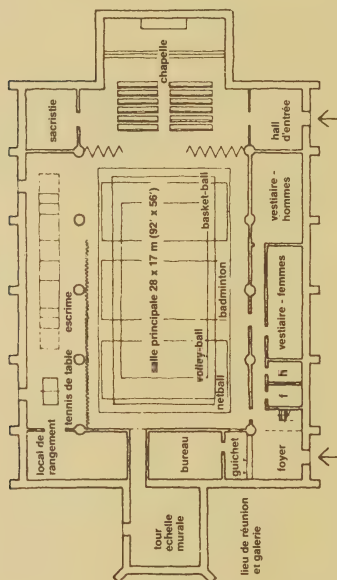 chapelle
sacristie
hall
d'entrée
vestiaire -
hommes
vestiaire - femmes
h
f
foyer
guichet
bureau
tour
echelle
murale
lieu de réunion
et galerie
local de
rangement
tennis de table
escrime
salle principale 28 x 17 m (92' x 56')
basket-ball
badminton
volley-ball
netball